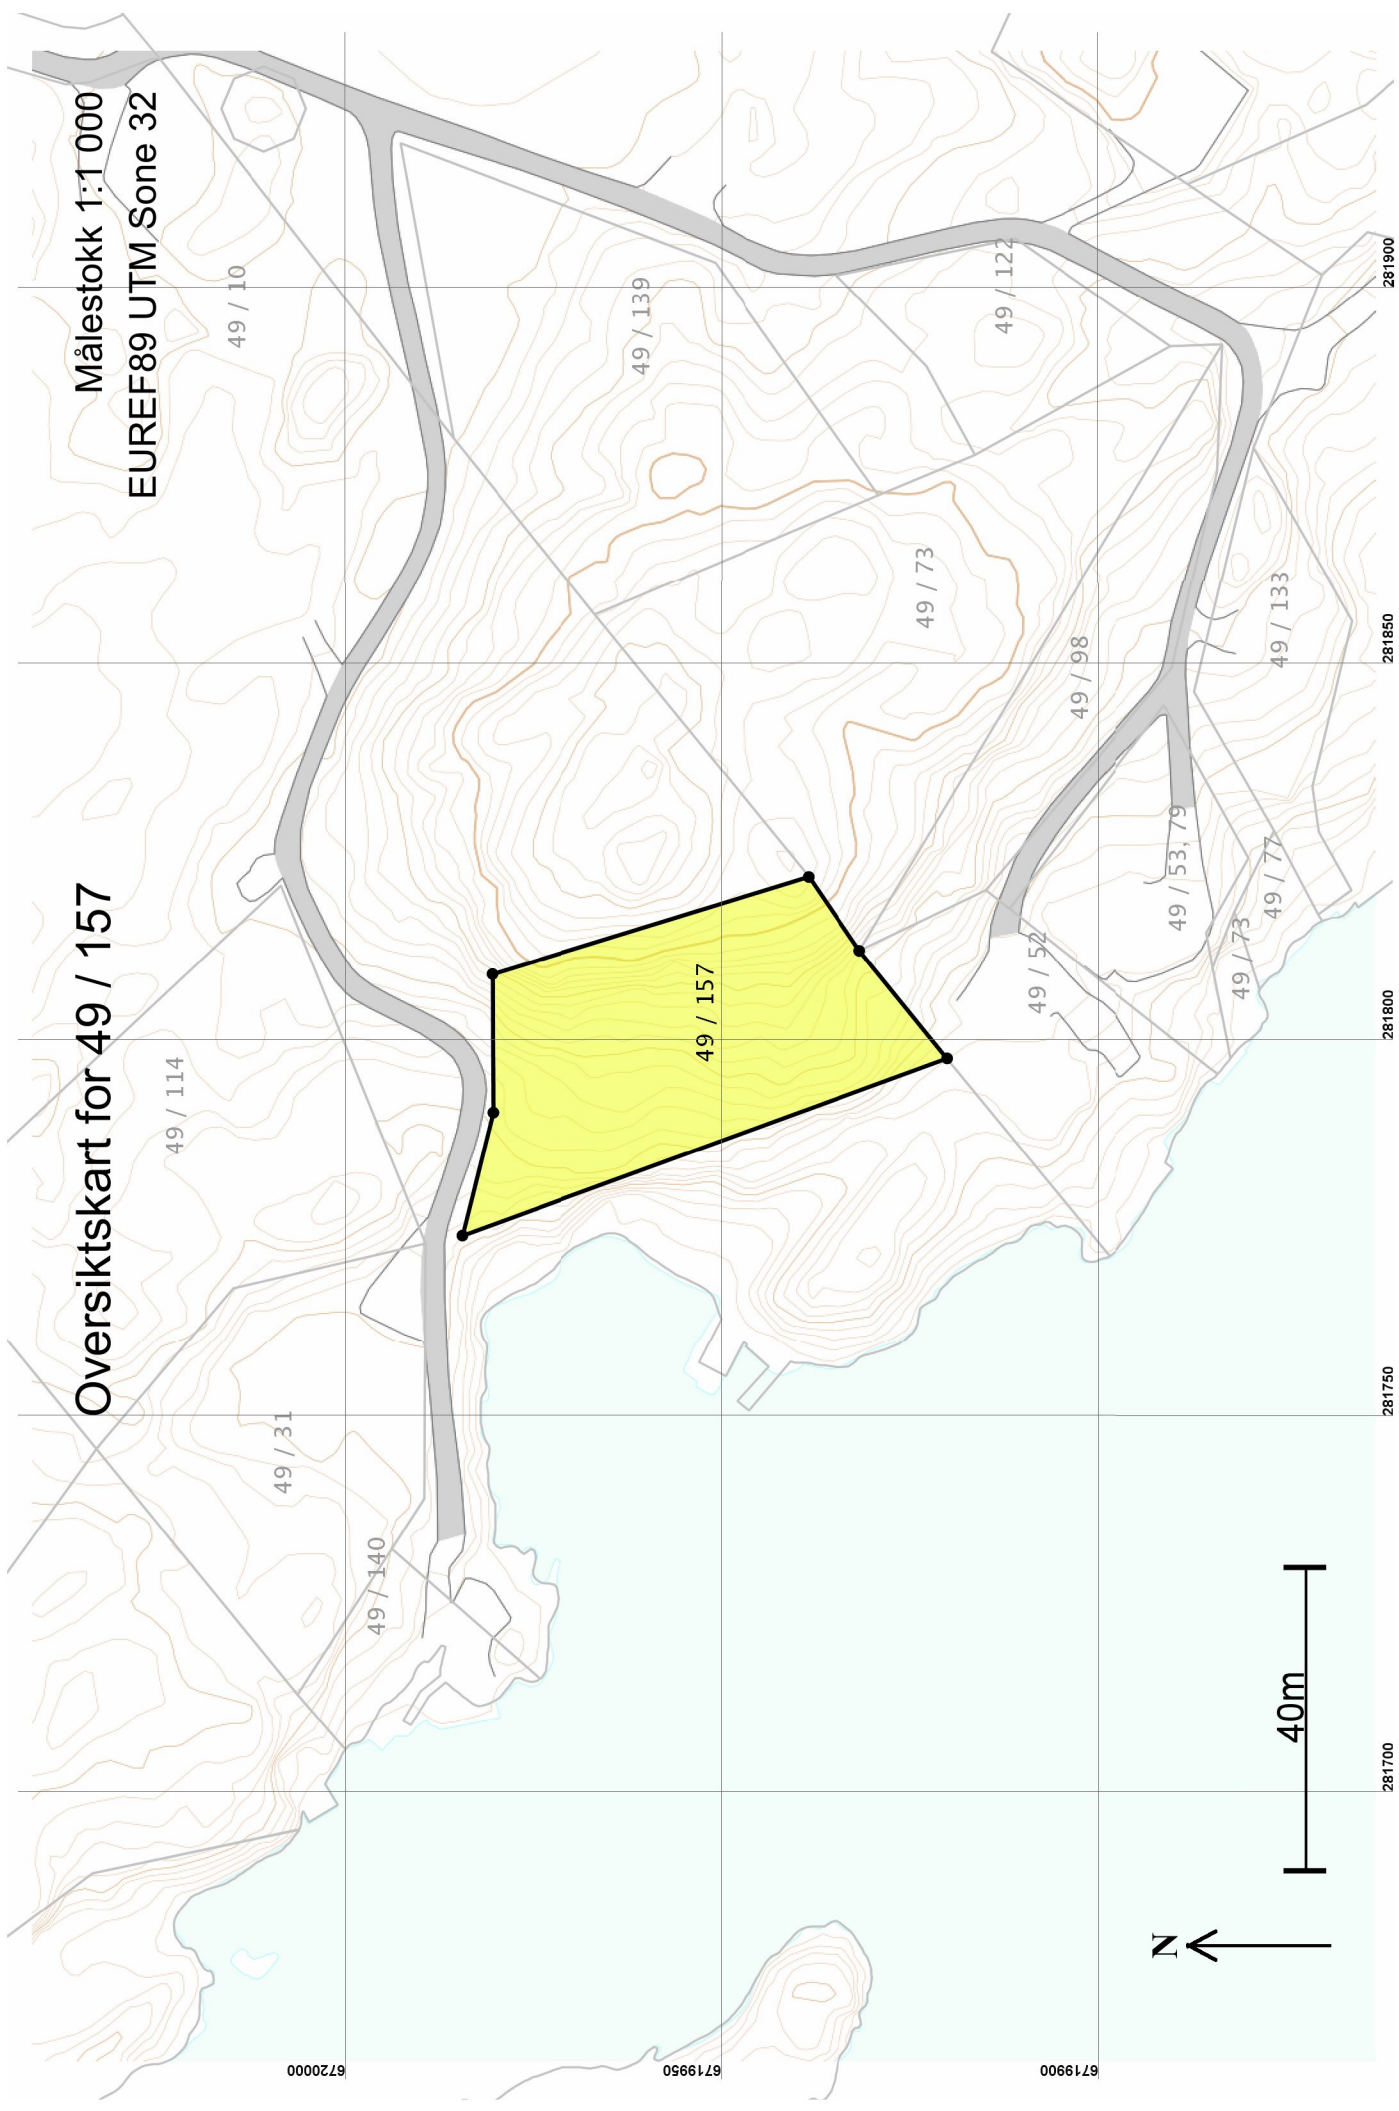 Oversiktskart for 49 / 157
Målestokk 1:1 000
EUREF89 UTM Sone 32
49 / 10
49 / 114
49 / 31
49 / 140
49 / 139
49 / 122
49 / 73
49 / 98
49 / 133
49 / 157
49 / 53, 79
49 / 77
49 / 73
49 / 52
281900
281850
281800
281750
281700
6720000
6719950
6719900
40m
N